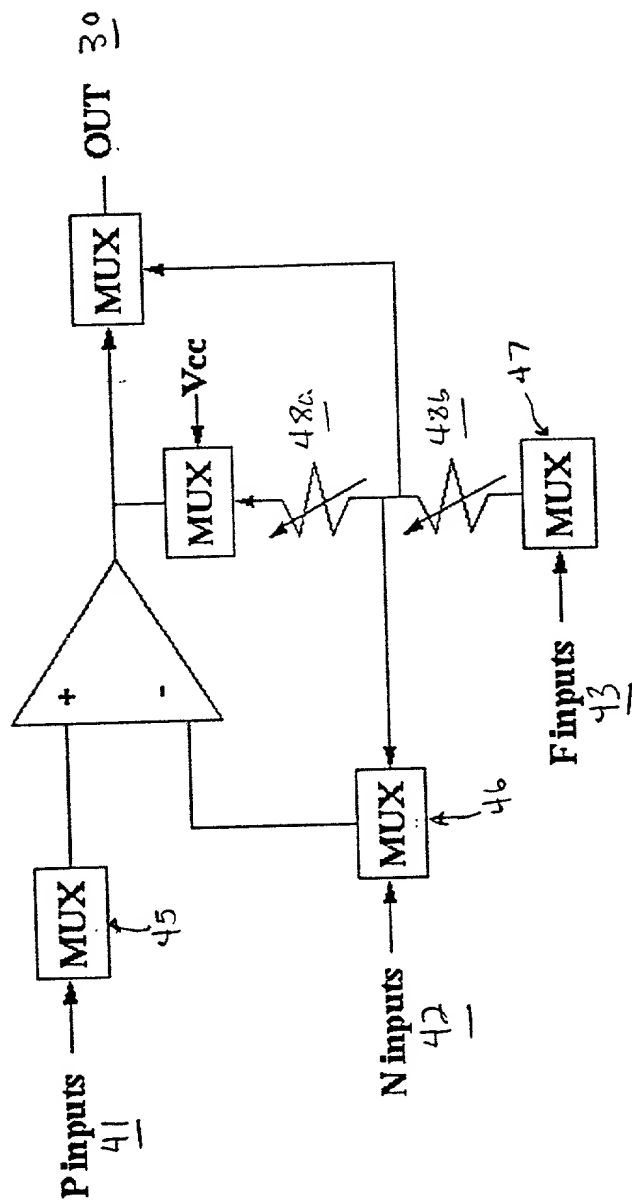 P inputs
41
MUX
45
N inputs
42
MUX
46
+
-
F inputs
43
MUX
47
MUX
Vcc
48a
48b
MUX
OUT 30